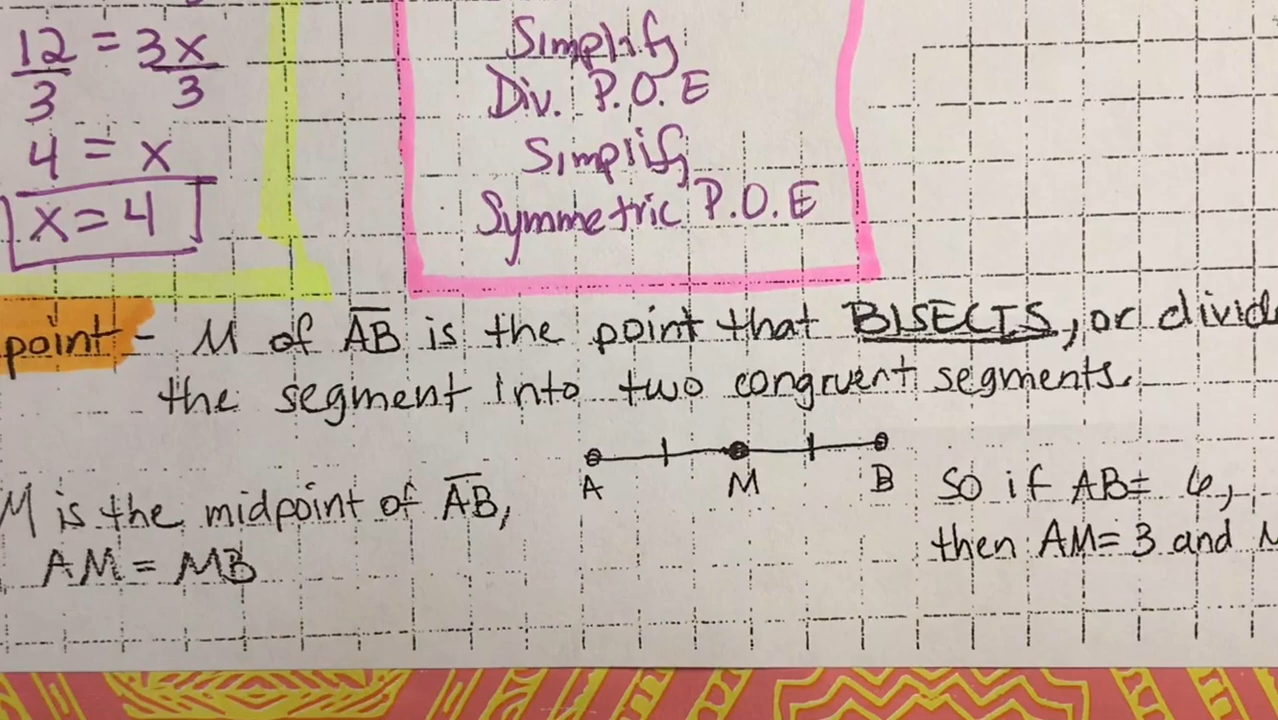 12 = 3x
3 3
4 = x
x = 4
Simplify
Div. P.O.E
Simplify
Symmetric P.O.E
point - M of AB is the point that BISECTS, or divid
the segment into two congruent segments.
A M B
M is the midpoint of AB,
AM = MB
So if AB = 6,
then AM = 3 and M